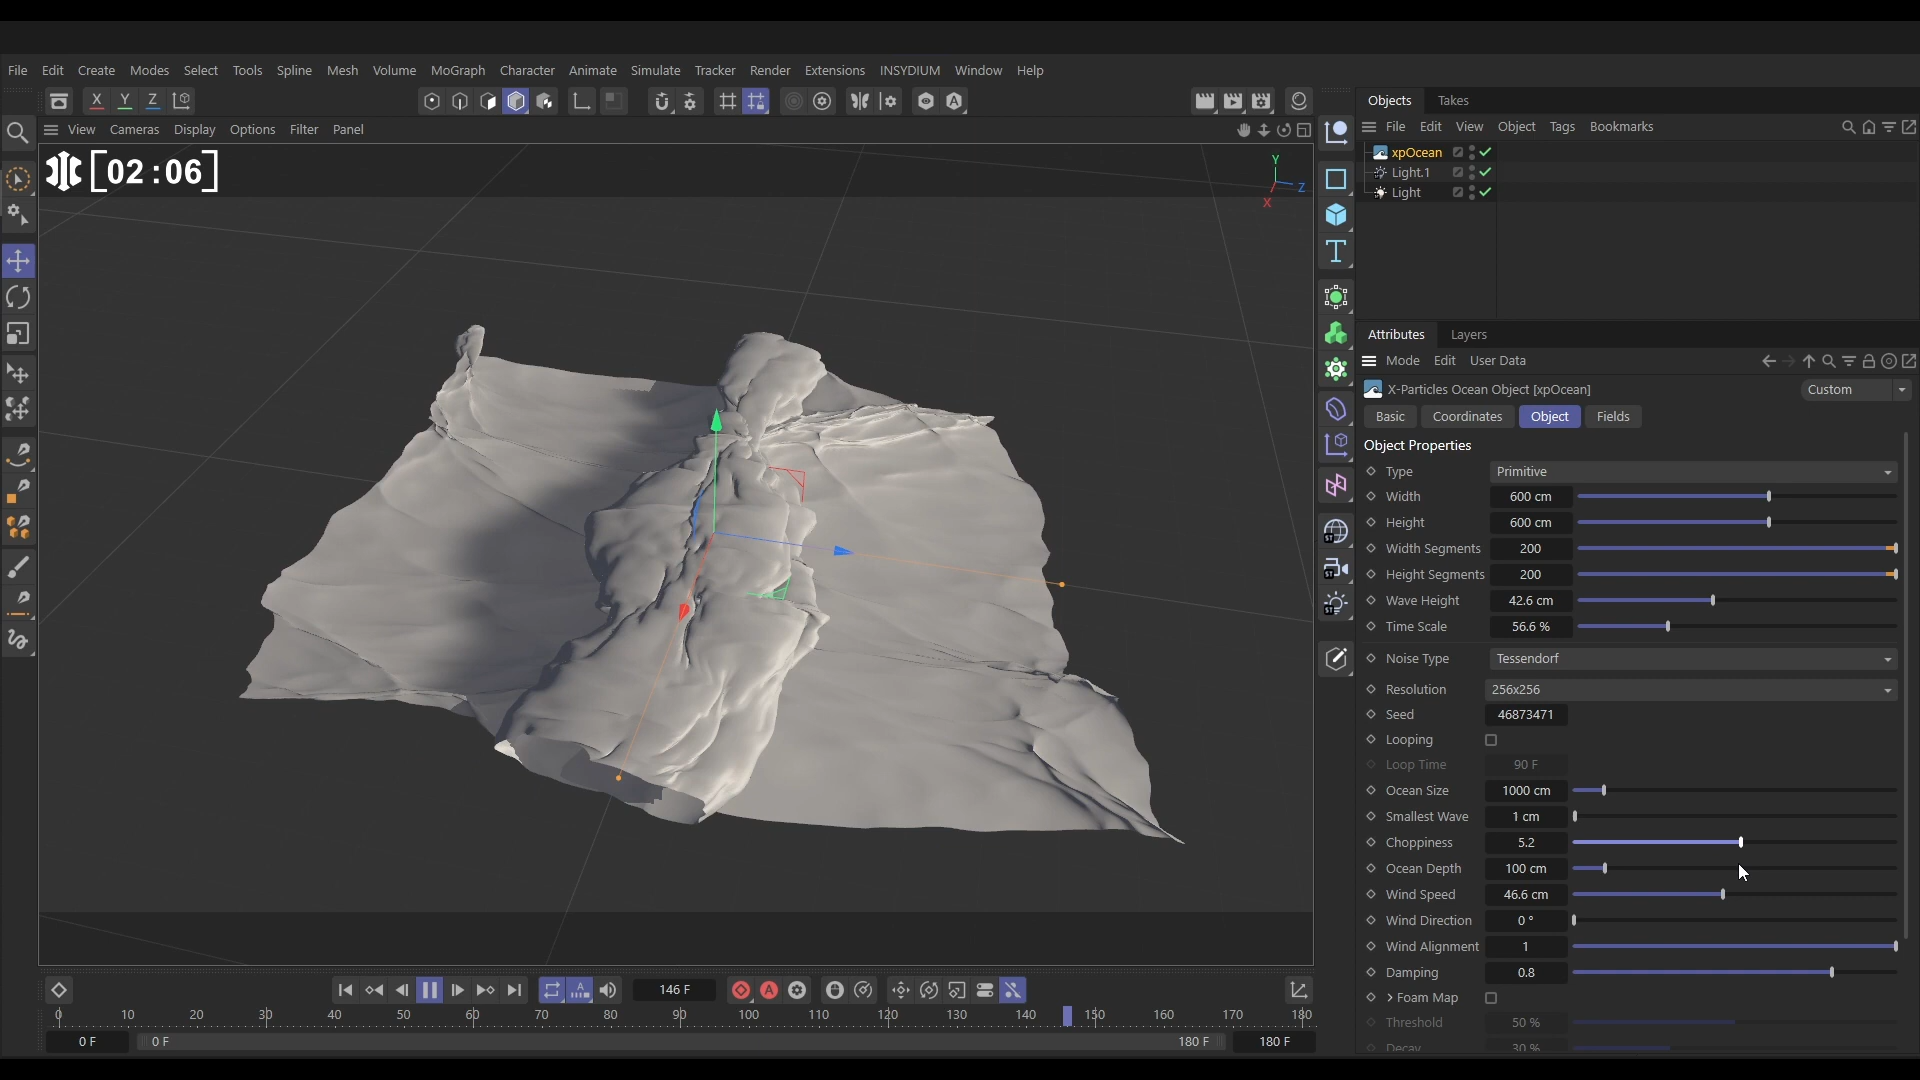 File Edit Create Modes Select Tools Spline Mesh Volume MoGraph Character Animate Simulate Tracker Render Extensions INSYDIUM Window Help
X Y Z
Objects Takes
File Edit View Object Tags Bookmarks
View Cameras Display Options Filter Panel
[02:06]
Y
Z
X
xpOcean
Light.1
Light
Attributes Layers
Mode Edit User Data
X-Particles Ocean Object [xpOcean] Custom
Basic Coordinates Object Fields
Object Properties
Type Primitive
Width 600 cm
Height 600 cm
Width Segments 200
Height Segments 200
Wave Height 42.6 cm
Time Scale 56.6 %
Noise Type Tessendorf
Resolution 256x256
Seed 46873471
Looping
Loop Time 90 F
Ocean Size 1000 cm
Smallest Wave 1 cm
Choppiness 5.2
Ocean Depth 100 cm
Wind Speed 46.6 cm
Wind Direction 0 °
Wind Alignment 1
Damping 0.8
Foam Map
Threshold 50 %
Decay 30 %
146 F
0 10 20 30 40 50 60 70 80 90 100 110 120 130 140 150 160 170 180
0 F 0 F 180 F 180 F